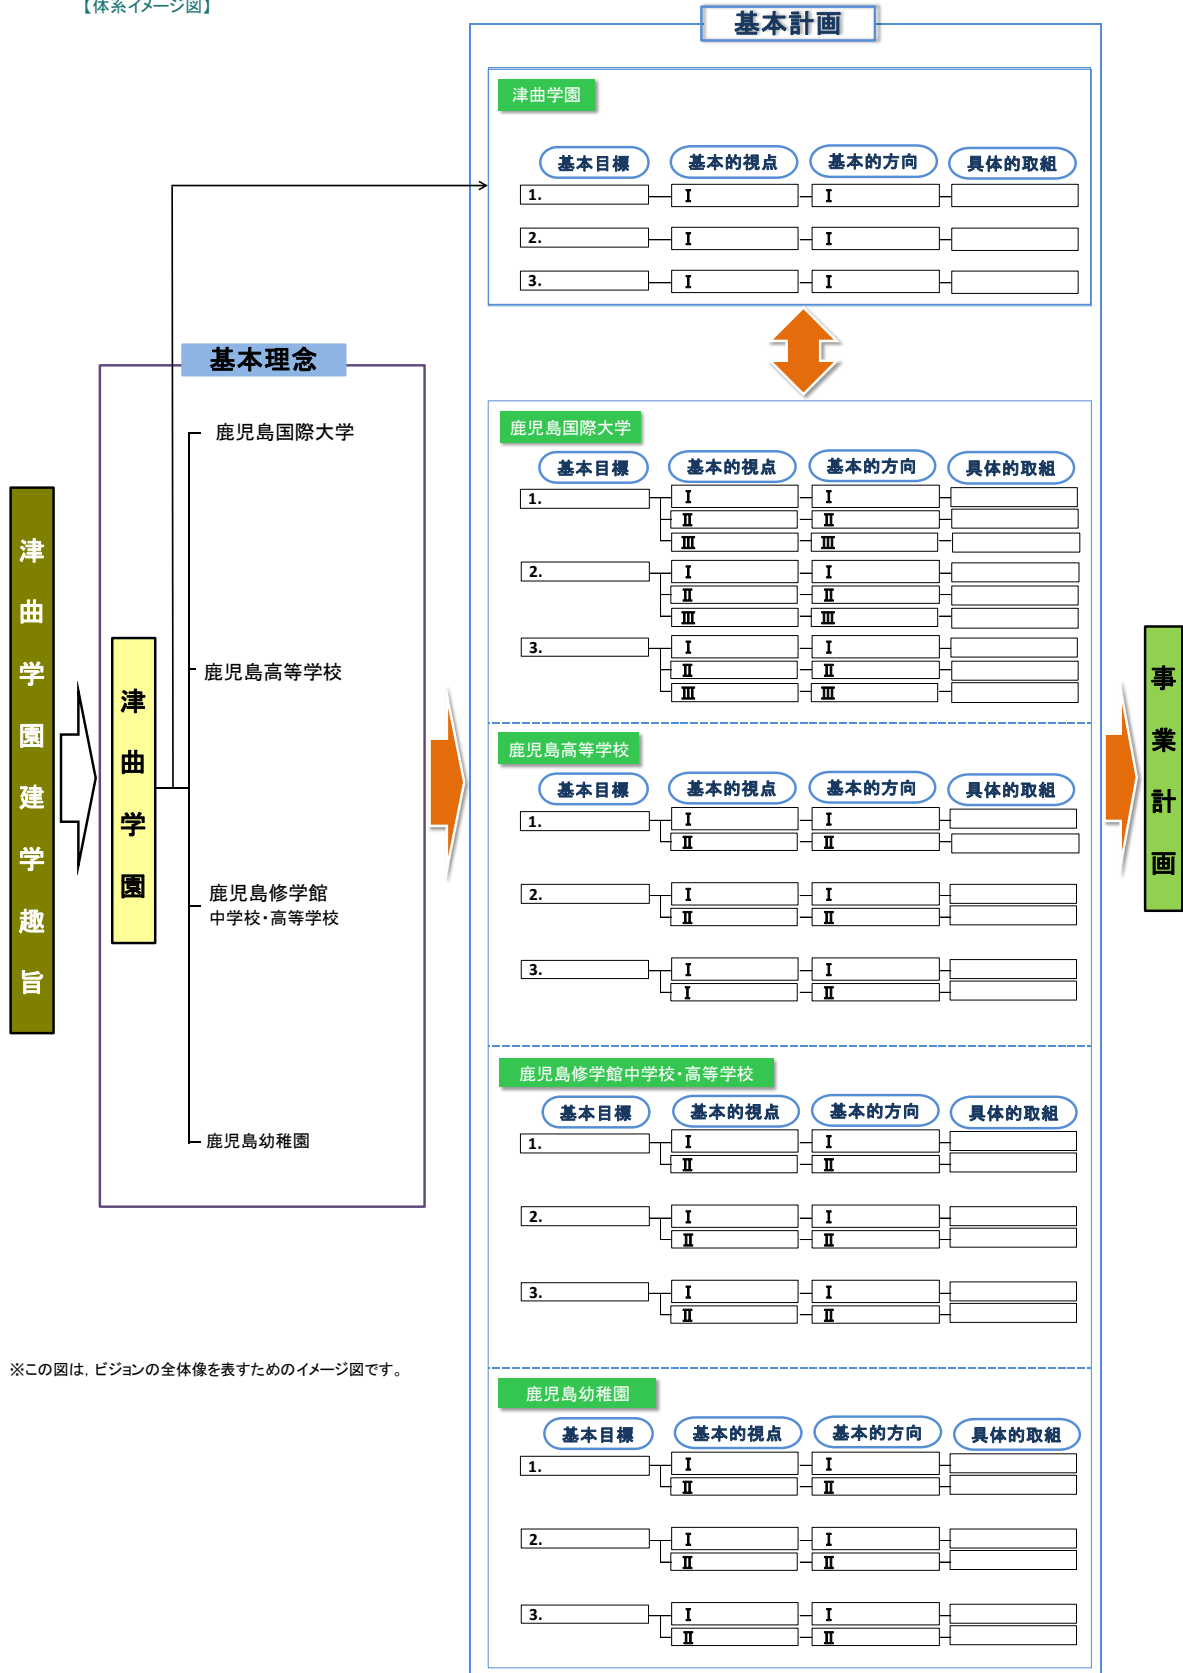 【体系イメージ図】
津曲学園建学趣旨
基本理念
津曲学園
鹿児島国際大学
鹿児島高等学校
鹿児島修学館
中学校・高等学校
鹿児島幼稚園
※この図は，ビジョンの全体像を表すためのイメージ図です。
基本計画
津曲学園
基本目標 基本的視点 基本的方向 具体的取組
1. Ⅰ Ⅰ
2. Ⅰ Ⅰ
3. Ⅰ Ⅰ
鹿児島国際大学
基本目標 基本的視点 基本的方向 具体的取組
1. Ⅰ Ⅰ
Ⅱ Ⅱ
Ⅲ Ⅲ
2. Ⅰ Ⅰ
Ⅱ Ⅱ
Ⅲ Ⅲ
3. Ⅰ Ⅰ
Ⅱ Ⅱ
Ⅲ Ⅲ
鹿児島高等学校
基本目標 基本的視点 基本的方向 具体的取組
1. Ⅰ Ⅰ
Ⅱ Ⅱ
2. Ⅰ Ⅰ
Ⅱ Ⅱ
3. Ⅰ Ⅰ
Ⅰ Ⅱ
鹿児島修学館中学校・高等学校
基本目標 基本的視点 基本的方向 具体的取組
1. Ⅰ Ⅰ
Ⅱ Ⅱ
2. Ⅰ Ⅰ
Ⅱ Ⅱ
3. Ⅰ Ⅰ
Ⅱ Ⅱ
鹿児島幼稚園
基本目標 基本的視点 基本的方向 具体的取組
1. Ⅰ Ⅰ
Ⅱ Ⅱ
2. Ⅰ Ⅰ
Ⅱ Ⅱ
3. Ⅰ Ⅰ
Ⅱ Ⅱ
事業計画